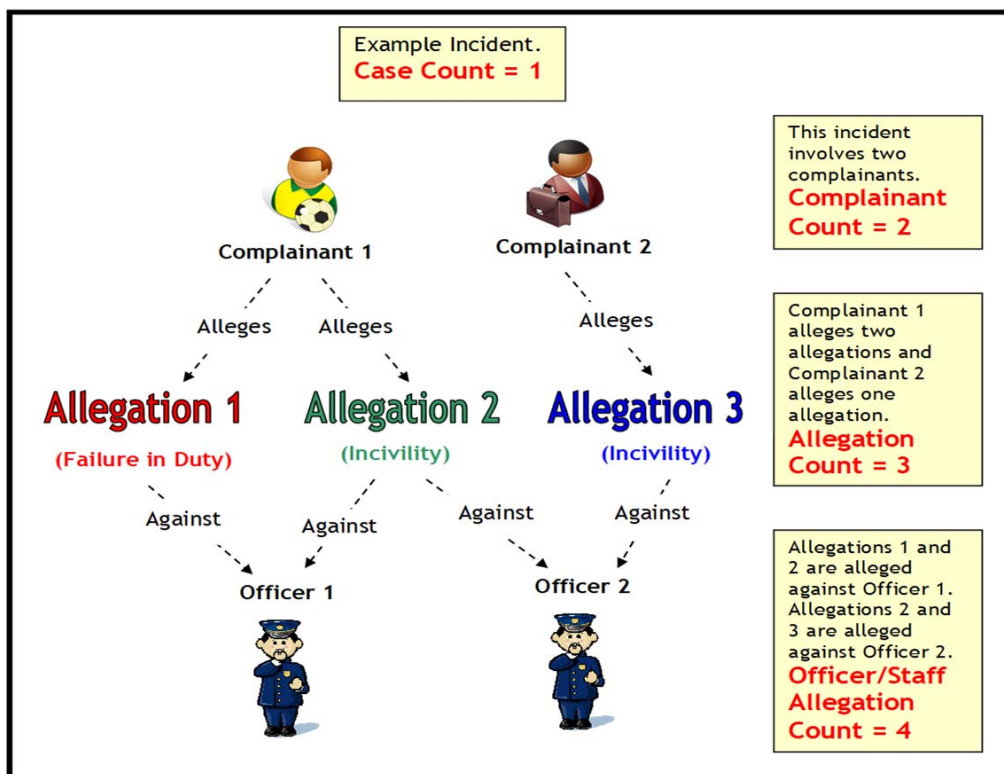 Example Incident.
Case Count = 1
This incident
involves two
complainants.
Complainant
Count = 2
Complainant 1
Complainant 2
Alleges
Alleges
Alleges
Complainant 1
alleges two
allegations and
Complainant 2
alleges one
allegation.
Allegation
Count = 3
Allegation 1
Allegation 2
Allegation 3
(Failure in Duty)
(Incivility)
(Incivility)
Against
Against
Against
Against
Officer 1
Officer 2
Allegations 1 and
2 are alleged
against Officer 1.
Allegations 2 and
3 are alleged
against Officer 2.
Officer/Staff
Allegation
Count = 4